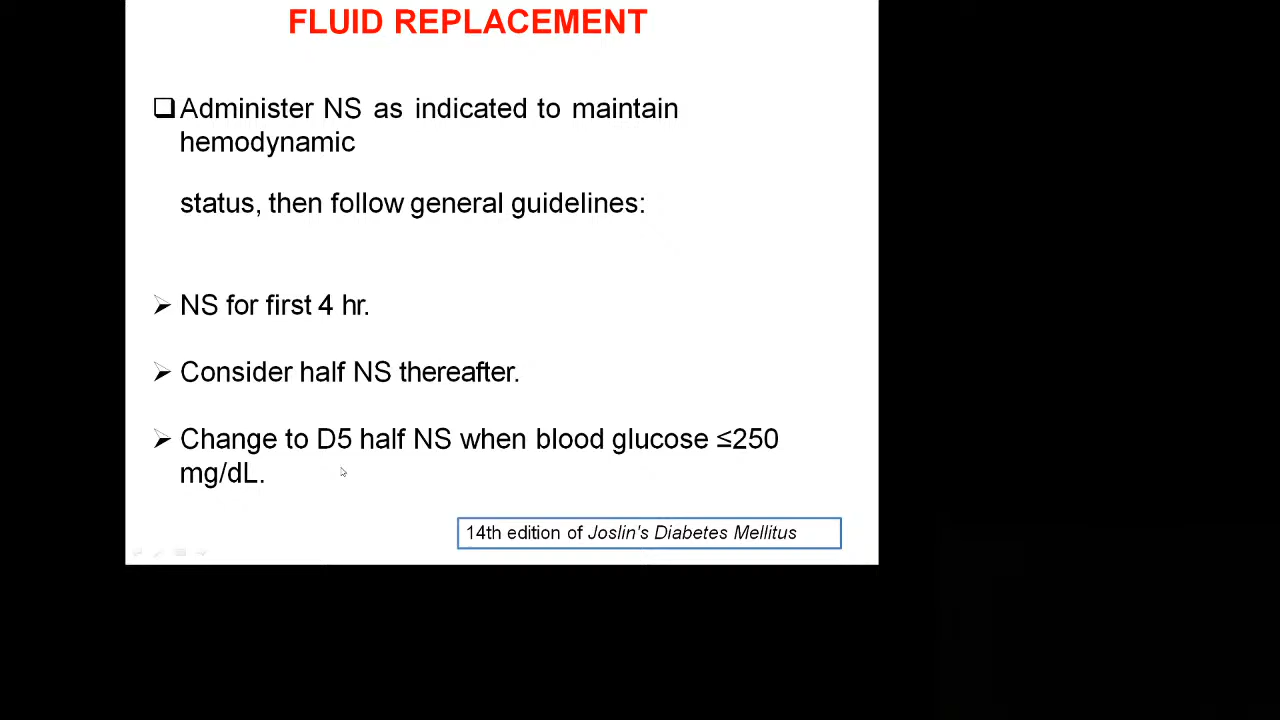 FLUID REPLACEMENT
❑Administer NS as indicated to maintain
hemodynamic
status, then follow general guidelines:
➢ NS for first 4 hr.
➢ Consider half NS thereafter.
➢ Change to D5 half NS when blood glucose ≤250
mg/dL.
14th edition of Joslin's Diabetes Mellitus